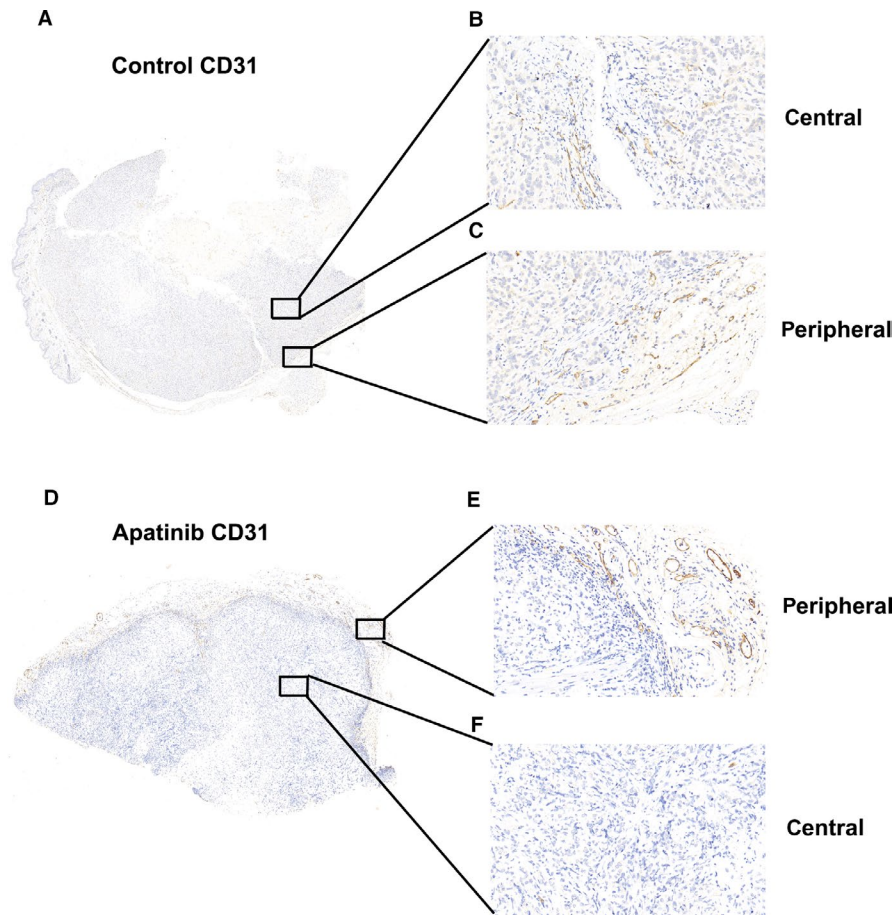 A
B
Control CD31
Central
C
Peripheral
D
E
Apatinib CD31
Peripheral
F
Central